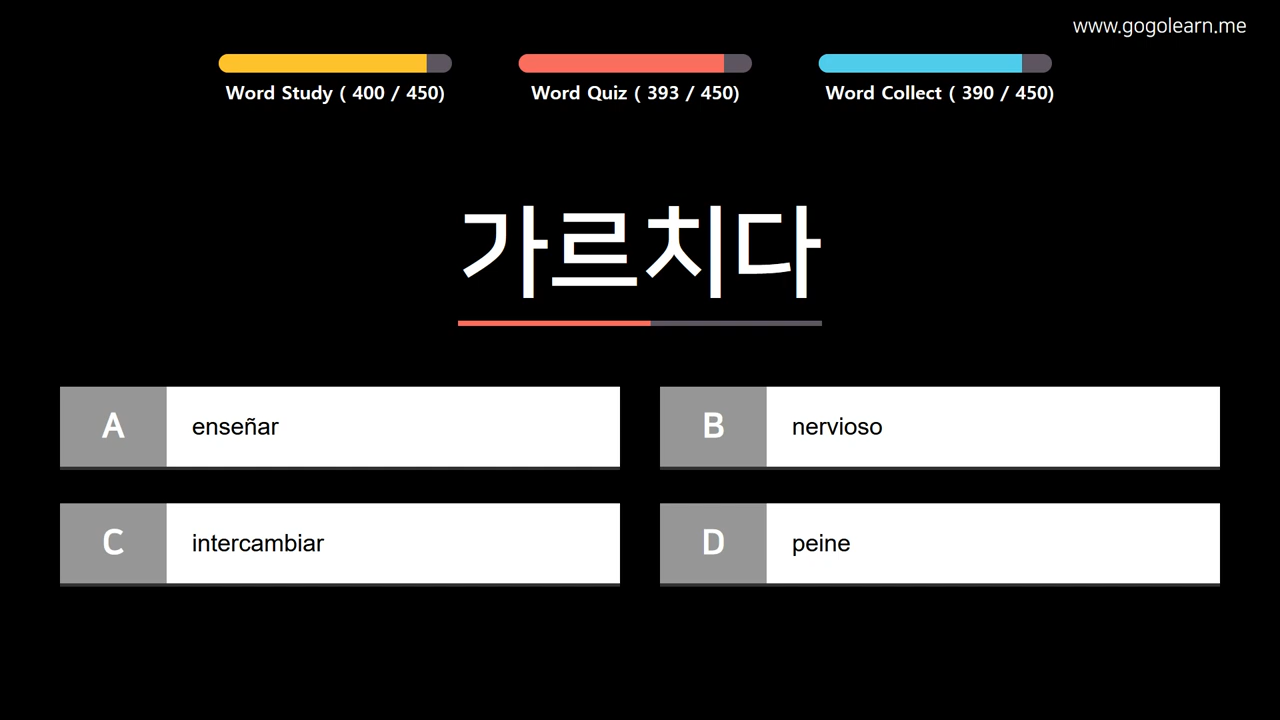 www.gogolearn.me
Word Study ( 400 / 450)
Word Quiz ( 393 / 450)
Word Collect ( 390 / 450)
가르치다
A enseñar
B nervioso
C intercambiar
D peine